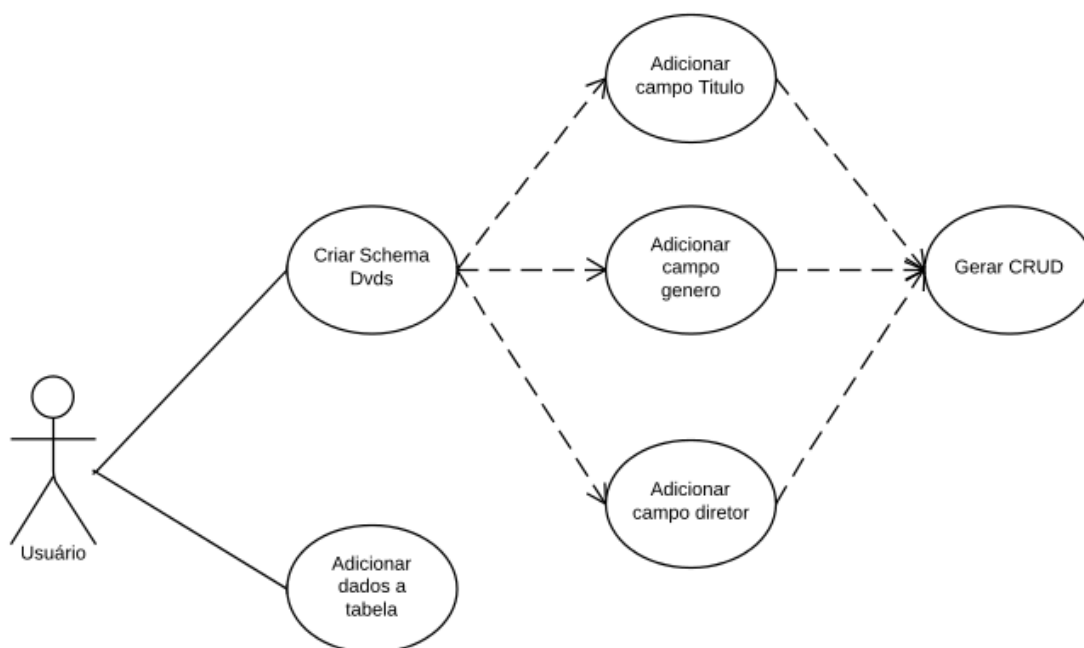 Adicionar
campo Titulo
Criar Schema
Dvds
Adicionar
campo
genero
Gerar CRUD
Adicionar
campo diretor
Usuário
Adicionar
dados a
tabela